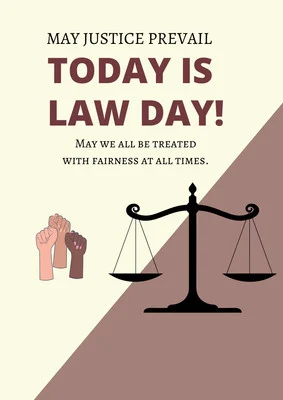 MAY JUSTICE PREVAIL
TODAY IS
LAW DAY!
May we all be treated
with fairness at all times.